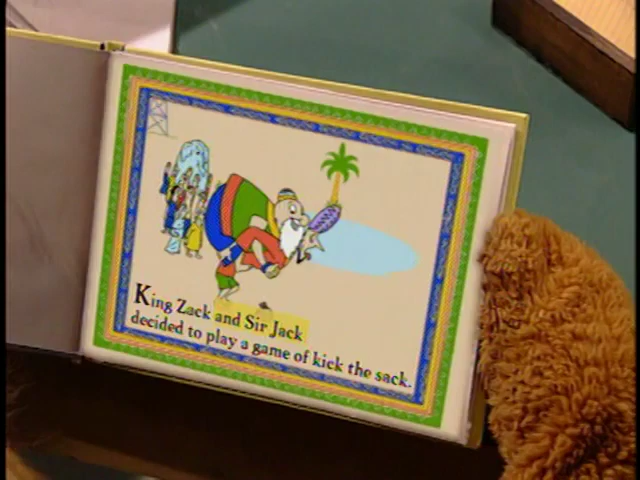 King Zack and Sir Jack
decided to play a game of kick the sack.